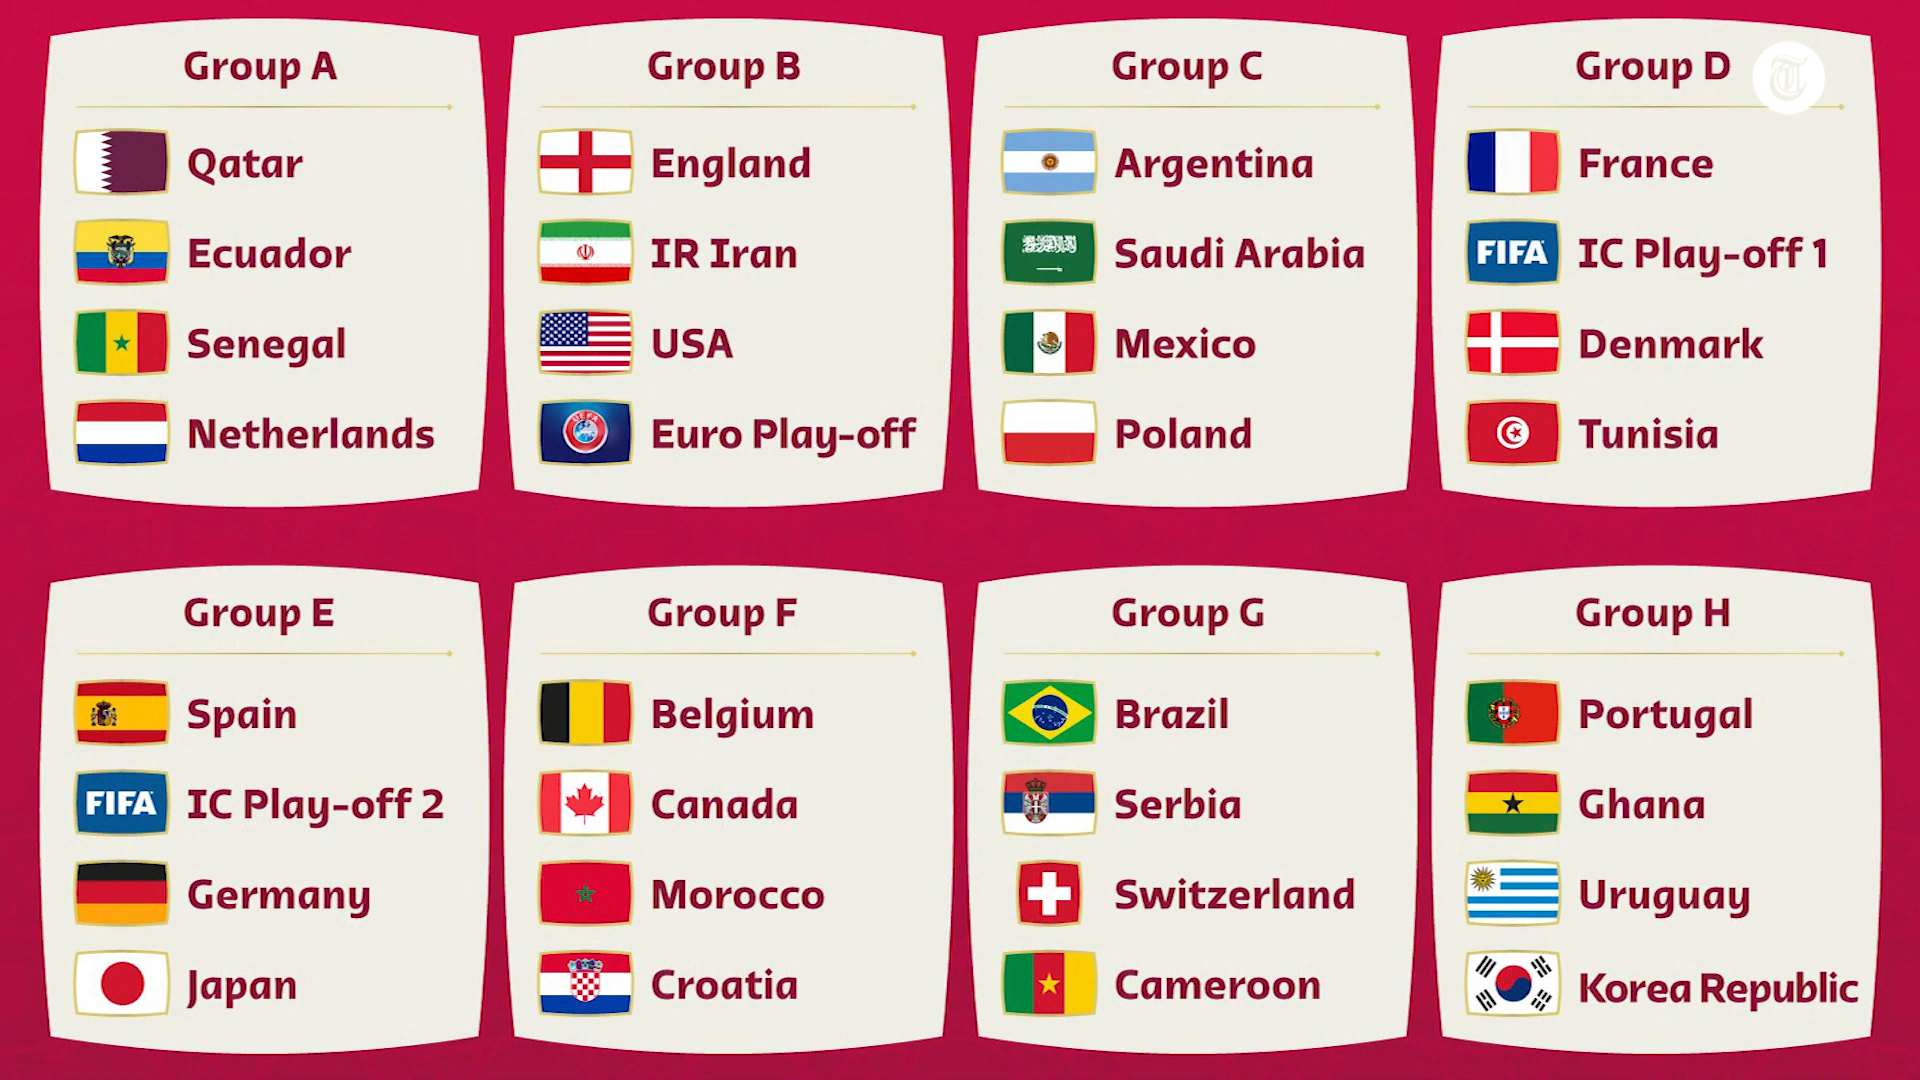 Group A
Qatar
Ecuador
Senegal
Netherlands
Group B
England
IR Iran
USA
Euro Play-off
Group C
Argentina
Saudi Arabia
Mexico
Poland
Group D
T
France
FIFA
IC Play-off 1
Denmark
Tunisia
Group E
Spain
FIFA
IC Play-off 2
Germany
Japan
Group F
Belgium
Canada
Morocco
Croatia
Group G
Brazil
Serbia
Switzerland
Cameroon
Group H
Portugal
Ghana
Uruguay
Korea Republic